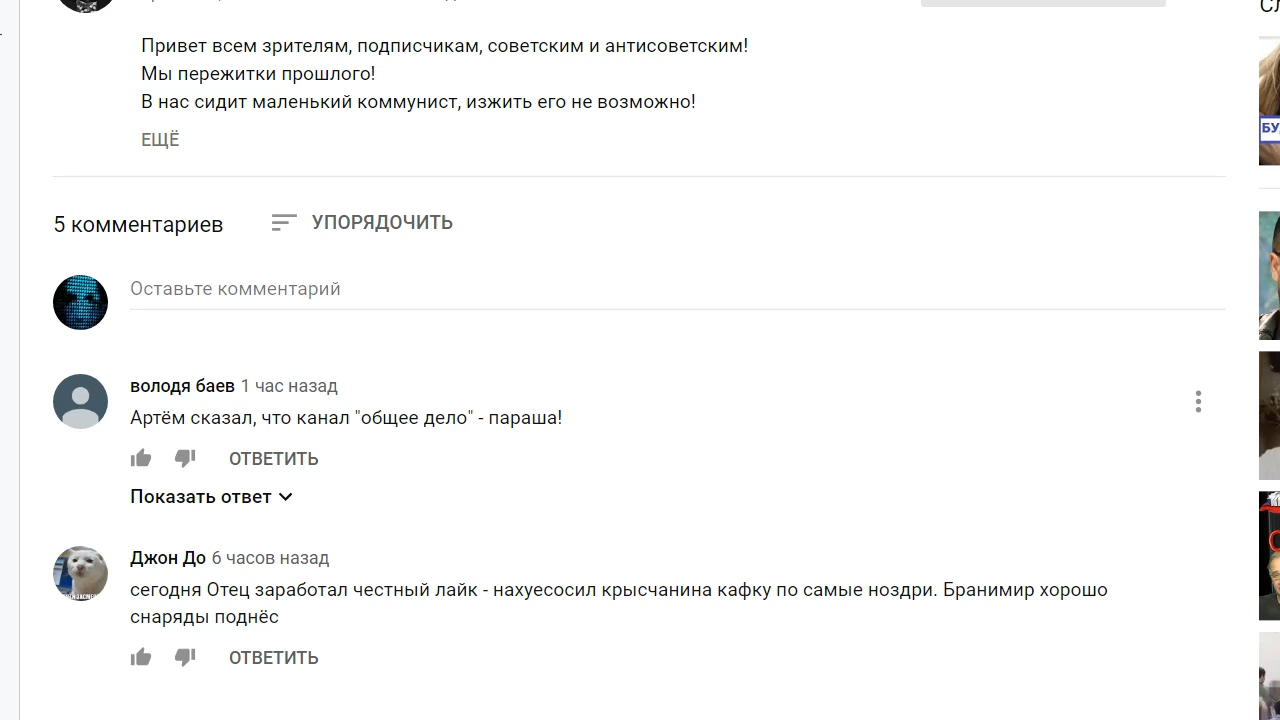 Привет всем зрителям, подписчикам, советским и антисоветским!
Мы пережитки прошлого!
В нас сидит маленький коммунист, изжить его не возможно!
ЕЩЁ
5 комментариев
УПОРЯДОЧИТЬ
Оставьте комментарий
володя баев 1 час назад
Артём сказал, что канал "общее дело" - параша!
ОТВЕТИТЬ
Показать ответ
Джон До 6 часов назад
сегодня Отец заработал честный лайк - нахуесосил крысчанина кафку по самые ноздри. Бранимир хорошо
снаряды поднёс
ОТВЕТИТЬ